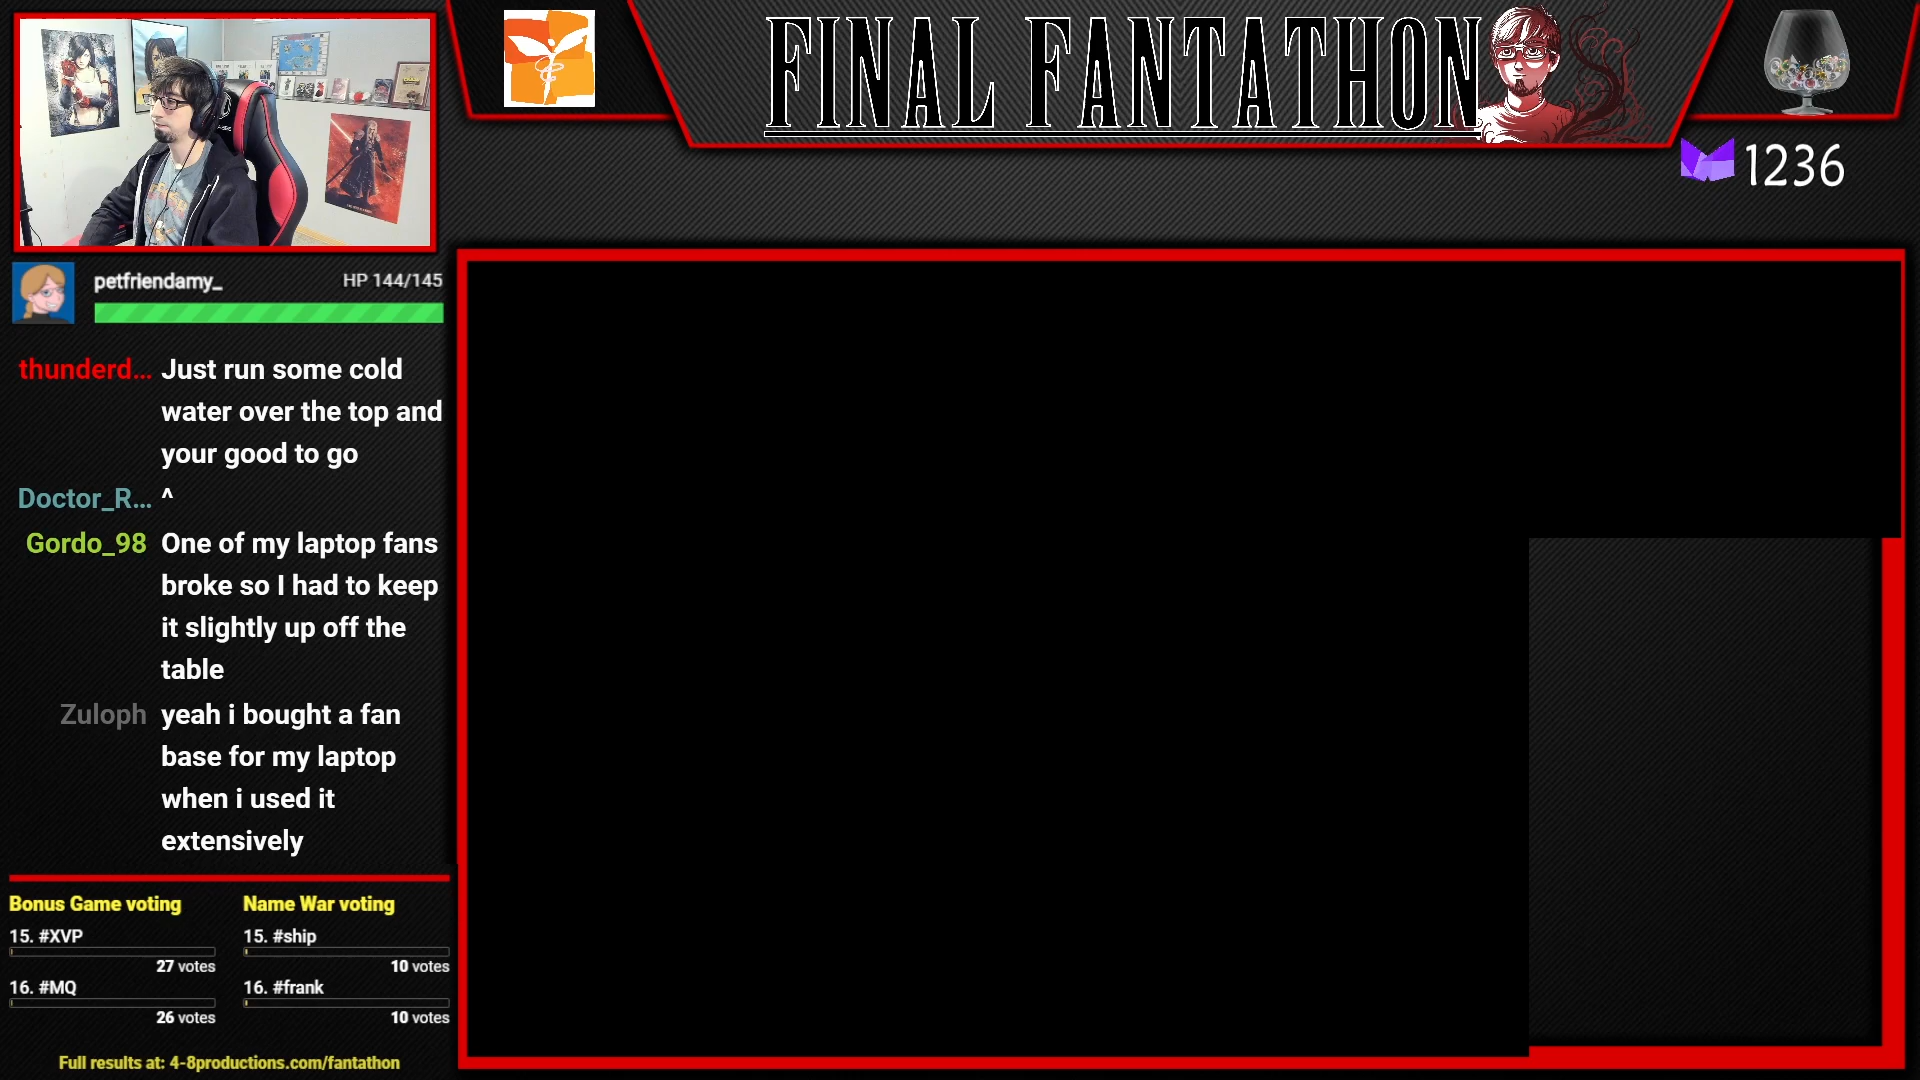 FINAL FANTATHON
1236
petfriendamy_ HP 144/145
thunderd... Just run some cold
water over the top and
your good to go
Doctor_R... ^
Gordo_98 One of my laptop fans
broke so I had to keep
it slightly up off the
table
Zuloph yeah i bought a fan
base for my laptop
when i used it
extensively
Bonus Game voting
15. #XVP
27 votes
16. #MQ
26 votes
Name War voting
15. #ship
10 votes
16. #frank
10 votes
Full results at: 4-8productions.com/fantathon